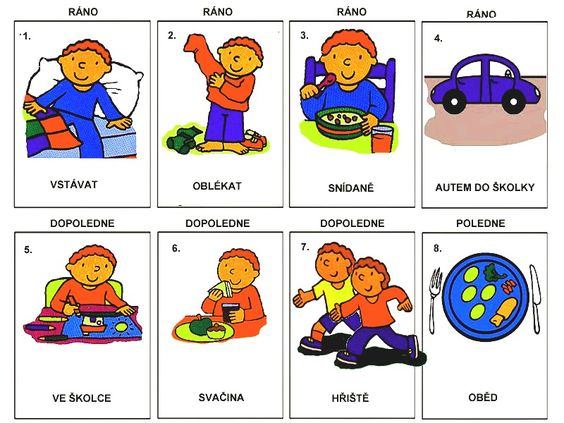 RÁNO
1.
VSTÁVAT
RÁNO
2.
OBLÉKAT
RÁNO
3.
SNÍDANĚ
RÁNO
4.
AUTEM DO ŠKOLKY
DOPOLEDNE
5.
VE ŠKOLCE
DOPOLEDNE
6.
SVAČINA
DOPOLEDNE
7.
HŘIŠTĚ
POLEDNE
8.
OBĚD